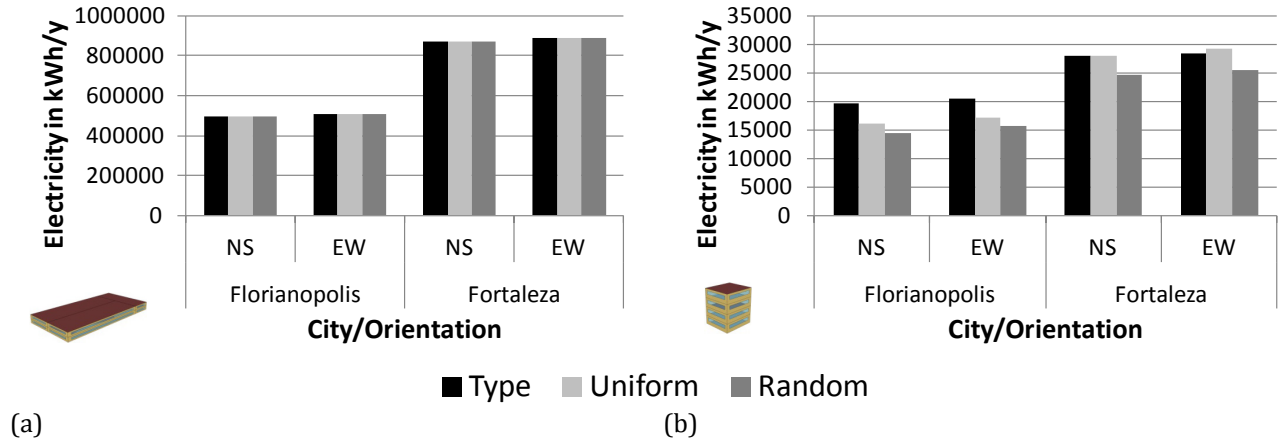 Electricity in kWh/y
1000000
800000
600000
400000
200000
0
NS
EW
NS
EW
Florianopolis
Fortaleza
City/Orientation
Electricity in kWh/y
35000
30000
25000
20000
15000
10000
5000
0
NS
EW
NS
EW
Florianopolis
Fortaleza
City/Orientation
Type
Uniform
Random
(a)
(b)